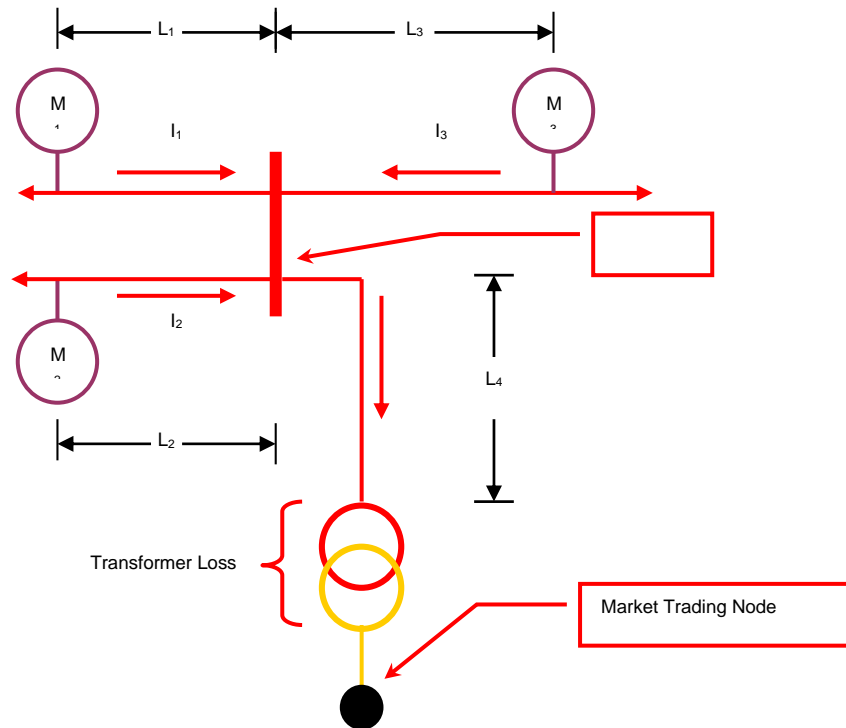 L₁
L₃
M
M
I₁
I₃
I₂
M
L₄
L₂
Transformer Loss
Market Trading Node